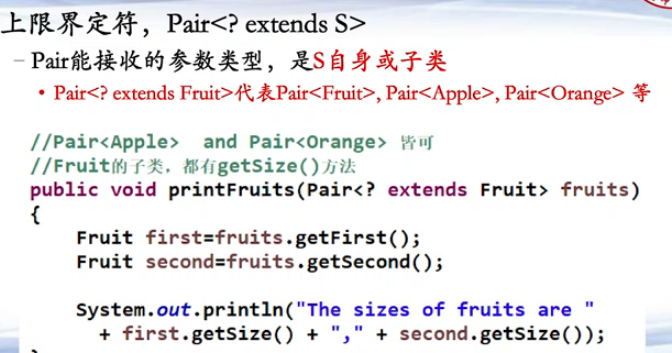 上限界定符，Pair<? extends S>
– Pair能接收的参数类型，是S自身或子类
• Pair<? extends Fruit>代表Pair<Fruit>, Pair<Apple>, Pair<Orange> 等
//Pair<Apple>  and Pair<Orange> 皆可
//Fruit的子类，都有getSize()方法
public void printFruits(Pair<? extends Fruit> fruits)
{
Fruit first=fruits.getFirst();
Fruit second=fruits.getSecond();
System.out.println("The sizes of fruits are "
+ first.getSize() + "," + second.getSize());